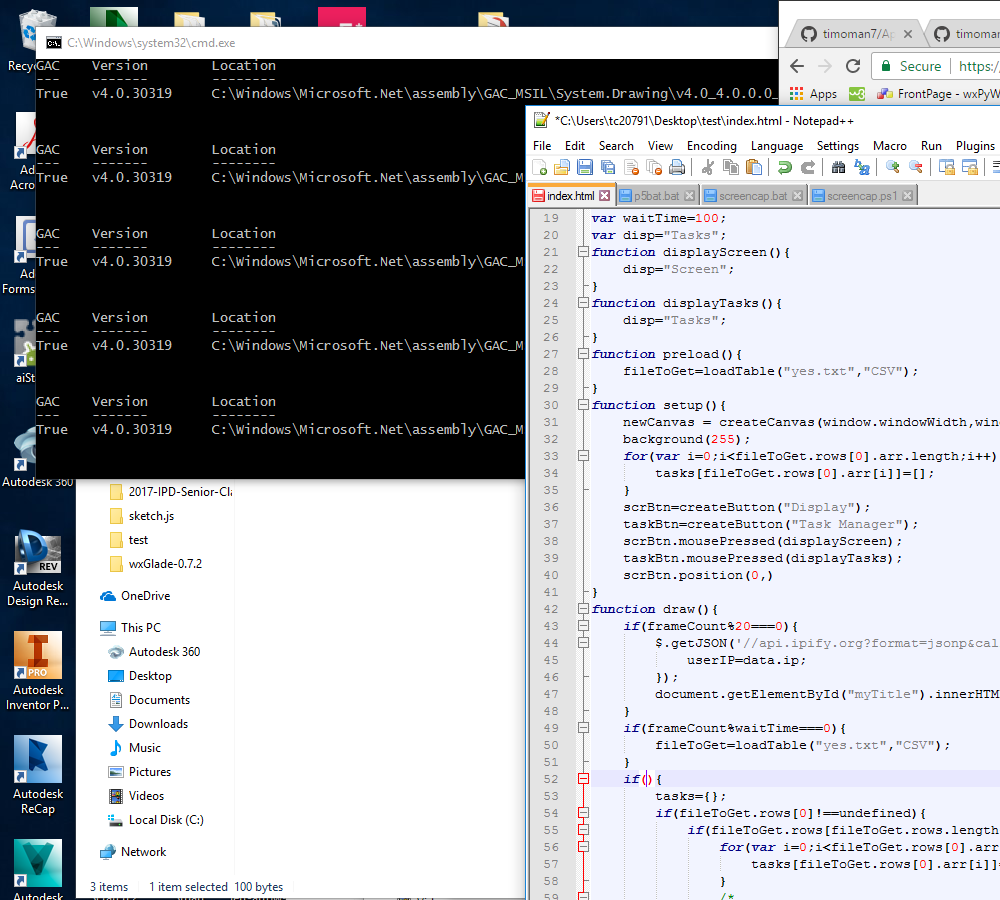 Recy
Ad
Acro
Ad
Forms
aiSt
Autodesk 360
Autodesk
Design Re...
Autodesk
Inventor P...
Autodesk
ReCap
Autodesk
REV
PRO
C:\Windows\system32\cmd.exe
GAC Version Location
--- ------- --------
True v4.0.30319 C:\Windows\Microsoft.Net\assembly\GAC_MSIL\System.Drawing\v4.0_4.0.0.0_
GAC Version Location
--- ------- --------
True v4.0.30319 C:\Windows\Microsoft.Net\assembly\GAC_M
GAC Version Location
--- ------- --------
True v4.0.30319 C:\Windows\Microsoft.Net\assembly\GAC_M
GAC Version Location
--- ------- --------
True v4.0.30319 C:\Windows\Microsoft.Net\assembly\GAC_M
GAC Version Location
--- ------- --------
True v4.0.30319 C:\Windows\Microsoft.Net\assembly\GAC_M
2017-IPD-Senior-Cla
sketch.js
test
wxGlade-0.7.2
OneDrive
This PC
Autodesk 360
Desktop
Documents
Downloads
Music
Pictures
Videos
Local Disk (C:)
Network
3 items 1 item selected 100 bytes
timoman7/Ap timoman
Secure https:/
Apps FrontPage - wxPyW
*C:\Users\tc20791\Desktop\test\index.html - Notepad++
File Edit Search View Encoding Language Settings Macro Run Plugins
index.html p5bat.bat screencap.bat screencap.ps1
19 var waitTime=100;
20 var disp="Tasks";
21 function displayScreen(){
22 disp="Screen";
23 }
24 function displayTasks(){
25 disp="Tasks";
26 }
27 function preload(){
28 fileToGet=loadTable("yes.txt","CSV");
29 }
30 function setup(){
31 newCanvas = createCanvas(window.windowWidth,win
32 background(255);
33 for(var i=0;i<fileToGet.rows[0].arr.length;i++)
34 tasks[fileToGet.rows[0].arr[i]]=[];
35 }
36 scrBtn=createButton("Display");
37 taskBtn=createButton("Task Manager");
38 scrBtn.mousePressed(displayScreen);
39 taskBtn.mousePressed(displayTasks);
40 scrBtn.position(0,)
41 }
42 function draw(){
43 if(frameCount%20===0){
44 $.getJSON('//api.ipify.org?format=jsonp&cal
45 userIP=data.ip;
46 });
47 document.getElementById("myTitle").innerHTM
48 }
49 if(frameCount%waitTime===0){
50 fileToGet=loadTable("yes.txt","CSV");
51 }
52 if(){
53 tasks={};
54 if(fileToGet.rows[0]!==undefined){
55 if(fileToGet.rows[fileToGet.rows.length
56 for(var i=0;i<fileToGet.rows[0].arr
57 tasks[fileToGet.rows[0].arr[i]]=
58 }
59 /*